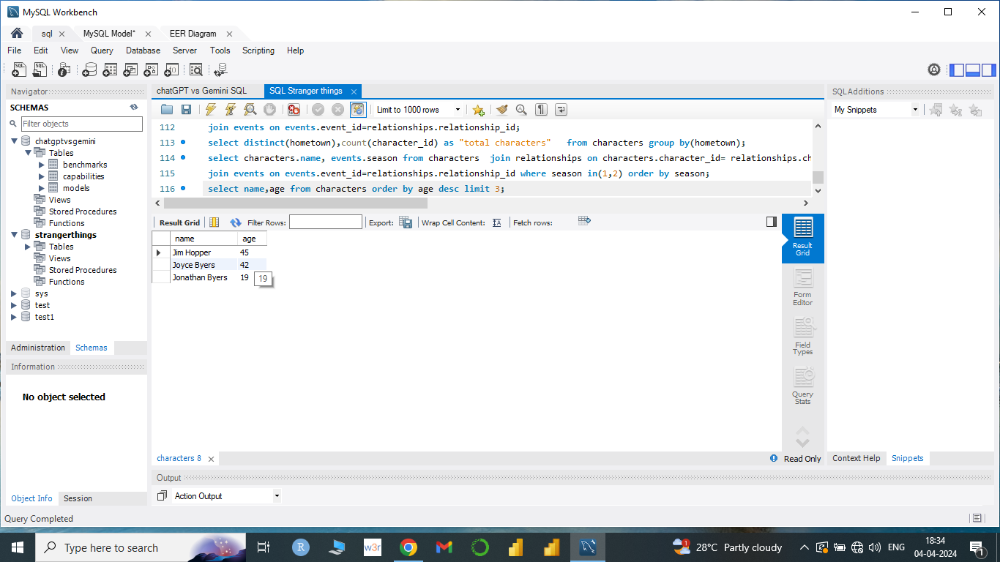 MySQL Workbench
sql
MySQL Model*
EER Diagram
File Edit View Query Database Server Tools Scripting Help
Navigator
SCHEMAS
Filter objects
chatgptvsgemini
Tables
benchmarks
capabilities
models
Views
Stored Procedures
Functions
strangerthings
Tables
Views
Stored Procedures
Functions
sys
test
test1
Administration Schemas
Information
No object selected
Object Info Session
chatGPT vs Gemini SQL
SQL Stranger things
Limit to 1000 rows
112 join events on events.event_id=relationships.relationship_id;
113 select distinct(hometown),count(character_id) as "total characters" from characters group by(hometown);
114 select characters.name, events.season from characters join relationships on characters.character_id= relationships.ch
115 join events on events.event_id=relationships.relationship_id where season in(1,2) order by season;
116 select name,age from characters order by age desc limit 3;
Result Grid
Filter Rows:
Export:
Wrap Cell Content:
Fetch rows:
name age
Jim Hopper 45
Joyce Byers 42
Jonathan Byers 19
19
Result
Grid
Form
Editor
Field
Types
Query
Stats
characters 8
Read Only
Output
Action Output
SQLAdditions
My Snippets
Context Help Snippets
Query Completed
Type here to search
R
w3r
28°C Partly cloudy
ENG
18:34
04-04-2024
1